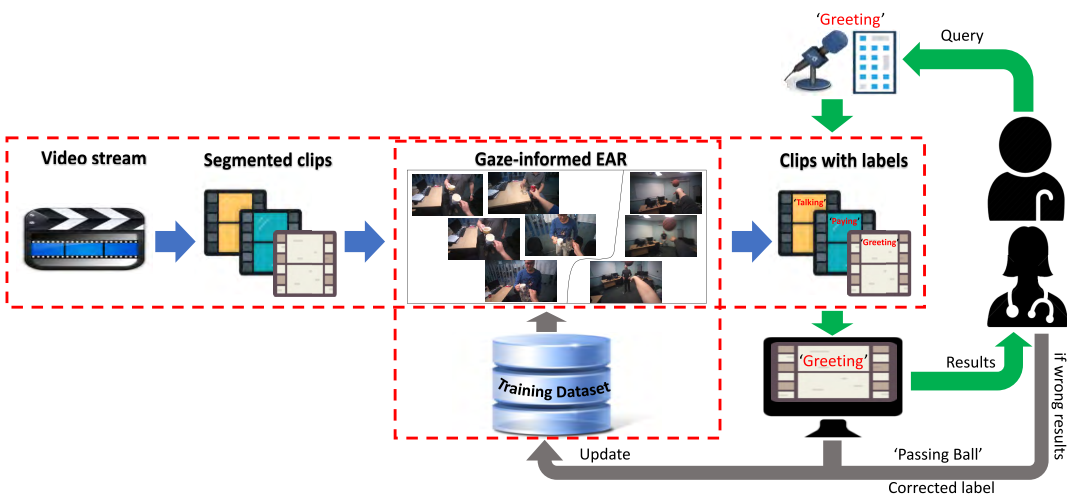 'Greeting'
Query
Video stream
Segmented clips
Gaze-informed EAR
Clips with labels
'Talking'
'Paying'
'Greeting'
'Greeting'
Results
if wrong results
Training Dataset
Update
'Passing Ball'
Corrected label